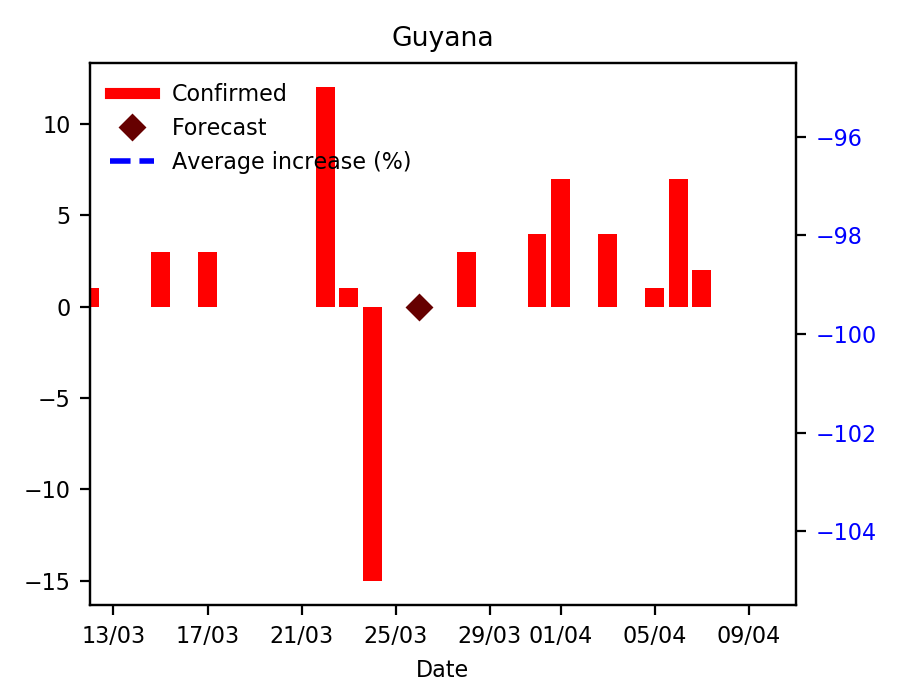 Guyana
Confirmed
Forecast
Average increase (%)
10
5
0
−5
−10
−15
−96
−98
−100
−102
−104
13/03 17/03 21/03 25/03 29/03 01/04 05/04 09/04
Date